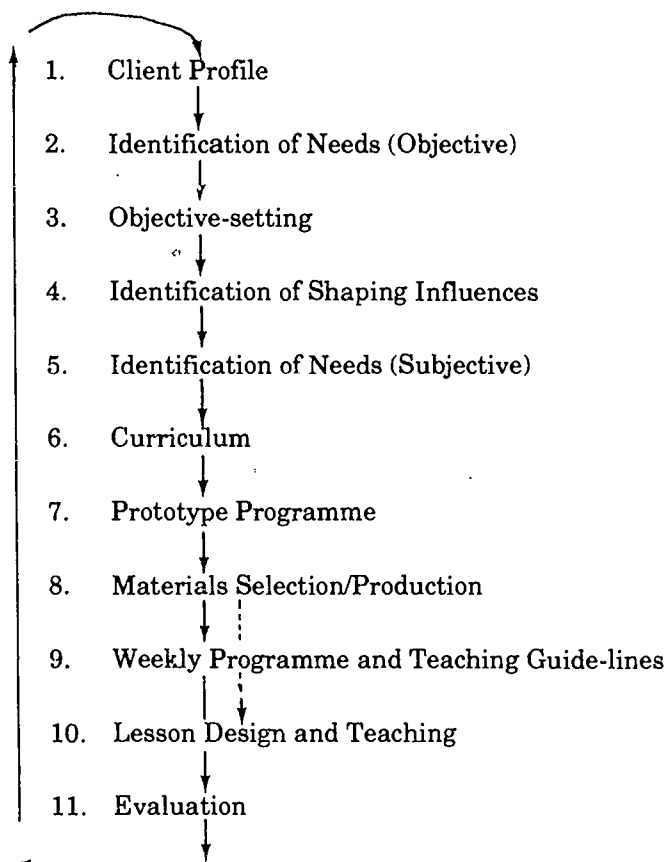 1. Client Profile
2. Identification of Needs (Objective)
3. Objective-setting
4. Identification of Shaping Influences
5. Identification of Needs (Subjective)
6. Curriculum
7. Prototype Programme
8. Materials Selection/Production
9. Weekly Programme and Teaching Guide-lines
10. Lesson Design and Teaching
11. Evaluation